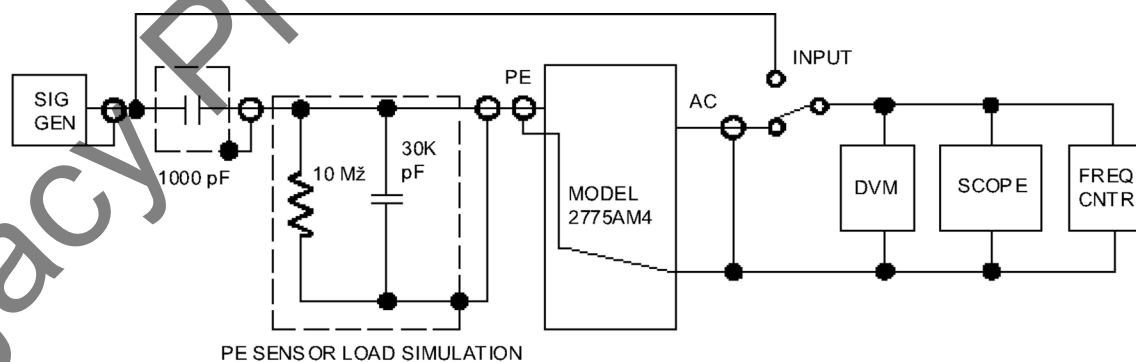 INPUT
PE
AC
SIG
GEN
1000 pF
10 Mž
30K
pF
MODEL
2775AM4
DVM
SCOPE
FREQ
CNTR
PE SENSOR LOAD SIMULATION